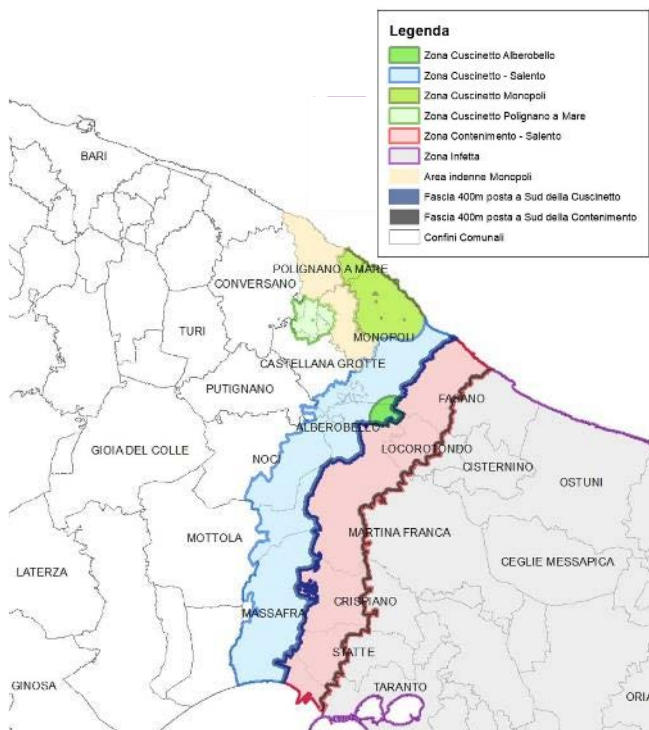 Legenda
Zona Cuscinetto Alberobello
Zona Cuscinetto - Salento
Zona Cuscinetto Monopoli
Zona Cuscinetto Polignano a Mare
Zona Contenimento - Salento
Zona Infetta
Area indenne Monopoli
Fascia 400m posta a Sud della Cuscinetto
Fascia 400m posta a Sud della Contenimento
Confini Comunali
BARI
POLIGNANO A MARE
CONVERSANO
TURI
MONOPOLI
CASTELLANA GROTTE
PUTIGNANO
FASANO
ALBEROBELLO
GIOIA DEL COLLE
NOCI
LOCOROTONDO
CISTERNINO
OSTUNI
MOTTOLA
MARTINA FRANCA
CEGLIE MESSAPICA
LATERZA
CRISPIANO
MASSAFRA
STATTE
GINOSA
TARANTO
ORIA